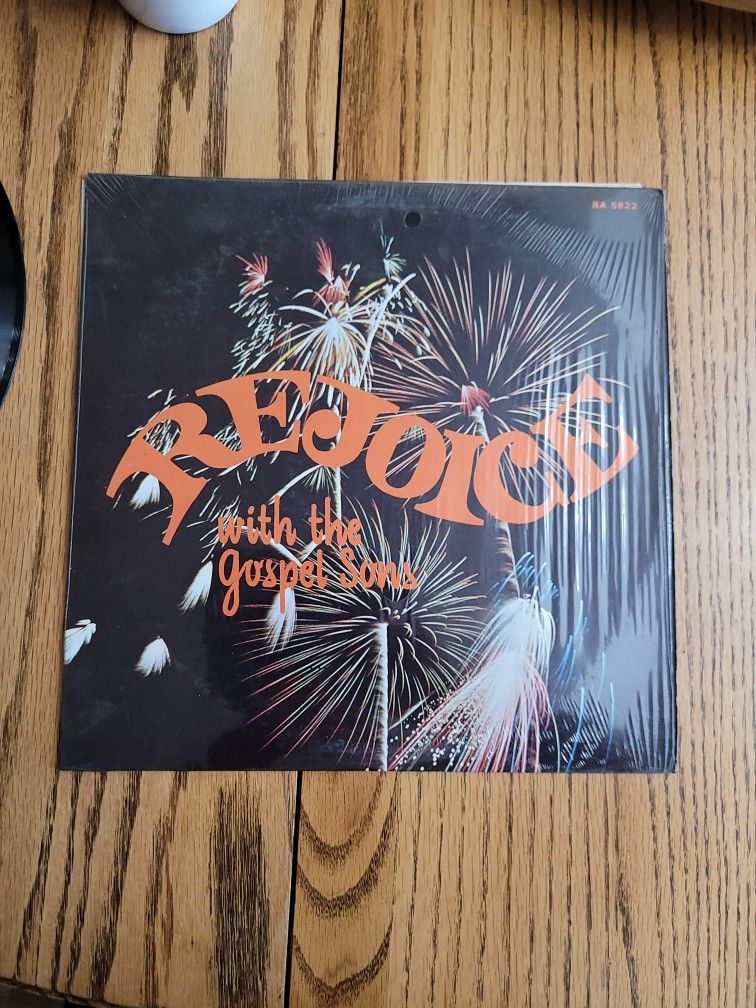 RA 5822
REJOICE
with the
gospel Sons